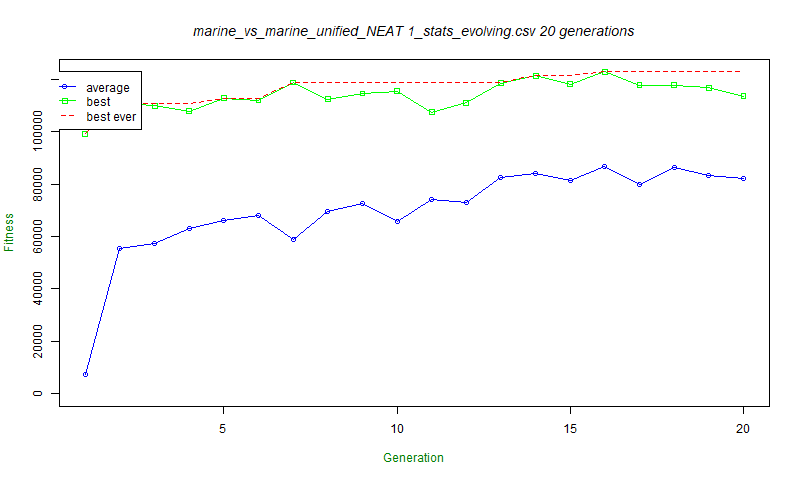 marine_vs_marine_unified_NEAT 1_stats_evolving.csv 20 generations
average
best
best ever
Fitness
0
20000
40000
60000
80000
100000
5
10
15
20
Generation